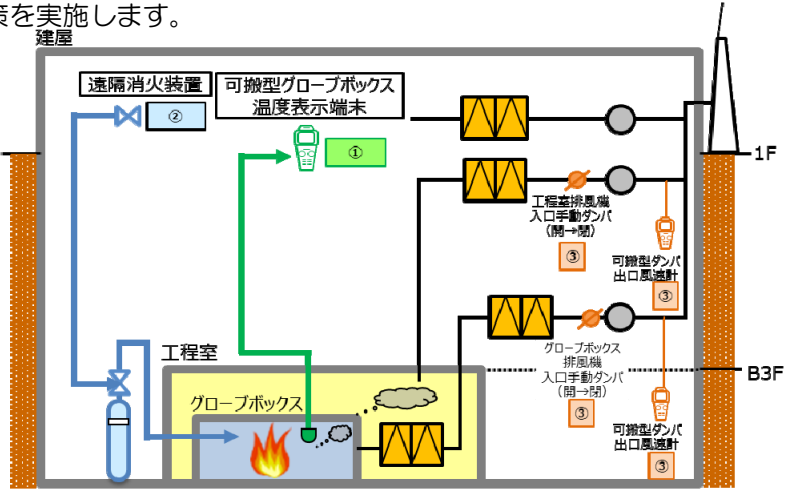 策を実施します。
建屋
遠隔消火装置
②
可搬型グローブボックス
温度表示端末
①
1F
工程室排風機
入口手動ダンパ
(開→閉)
③
可搬型ダンパ
出口風速計
③
工程室
グローブボックス
グローブボックス
排風機
入口手動ダンパ
(開→閉)
③
B3F
可搬型ダンパ
出口風速計
③